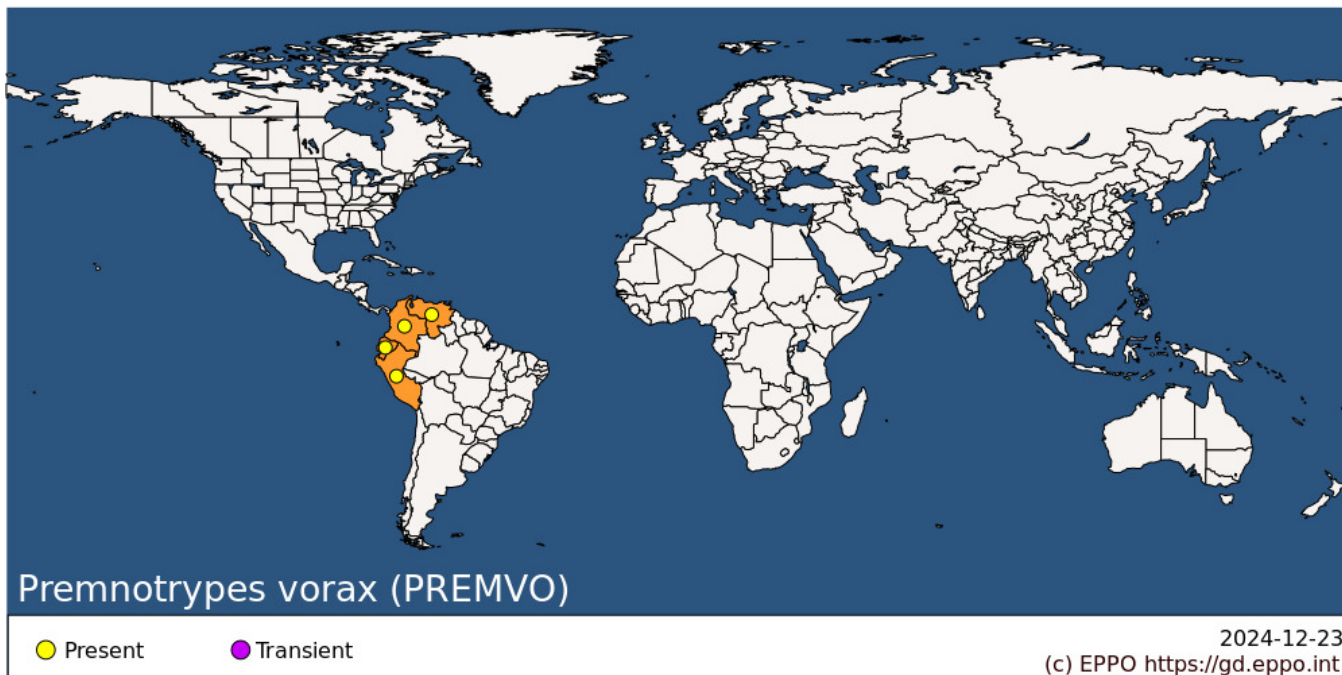 Premnotrypes vorax (PREMVO)
Present
Transient
2024-12-23
(c) EPPO https://gd.eppo.int